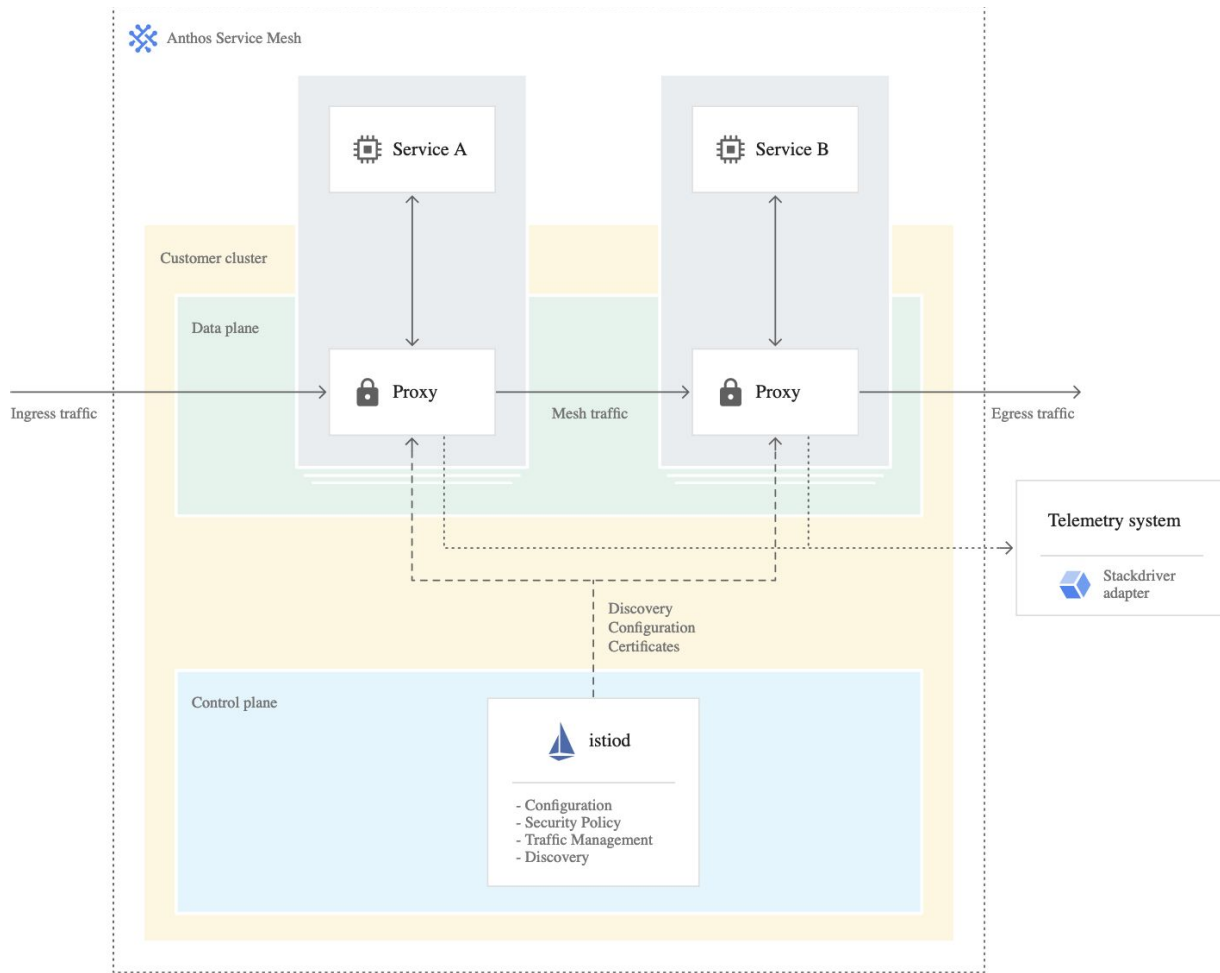 Anthos Service Mesh
Service A
Service B
Customer cluster
Data plane
Proxy
Proxy
Ingress traffic
Mesh traffic
Egress traffic
Telemetry system
Stackdriver
adapter
Discovery
Configuration
Certificates
Control plane
istiod
- Configuration
- Security Policy
- Traffic Management
- Discovery